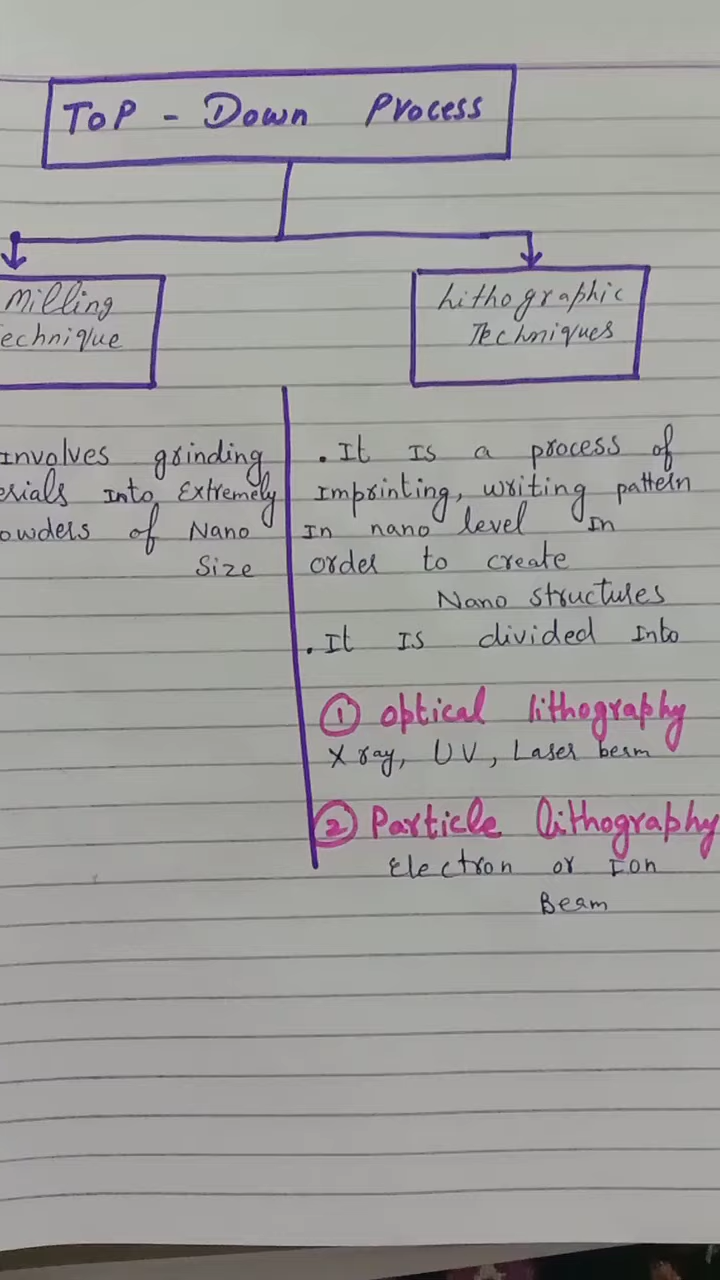 Top - Down Process
Milling
echnique
Lithographic
Techniques
involves grinding
erials Into Extremely
owders of Nano
Size
. It Is a process of
Imprinting, writing pattern
In nano level In
order to create
Nano structures
. It Is divided Into
① optical lithography
X ray, UV, Laser beam
② Particle lithography
Electron or Ion
Beam